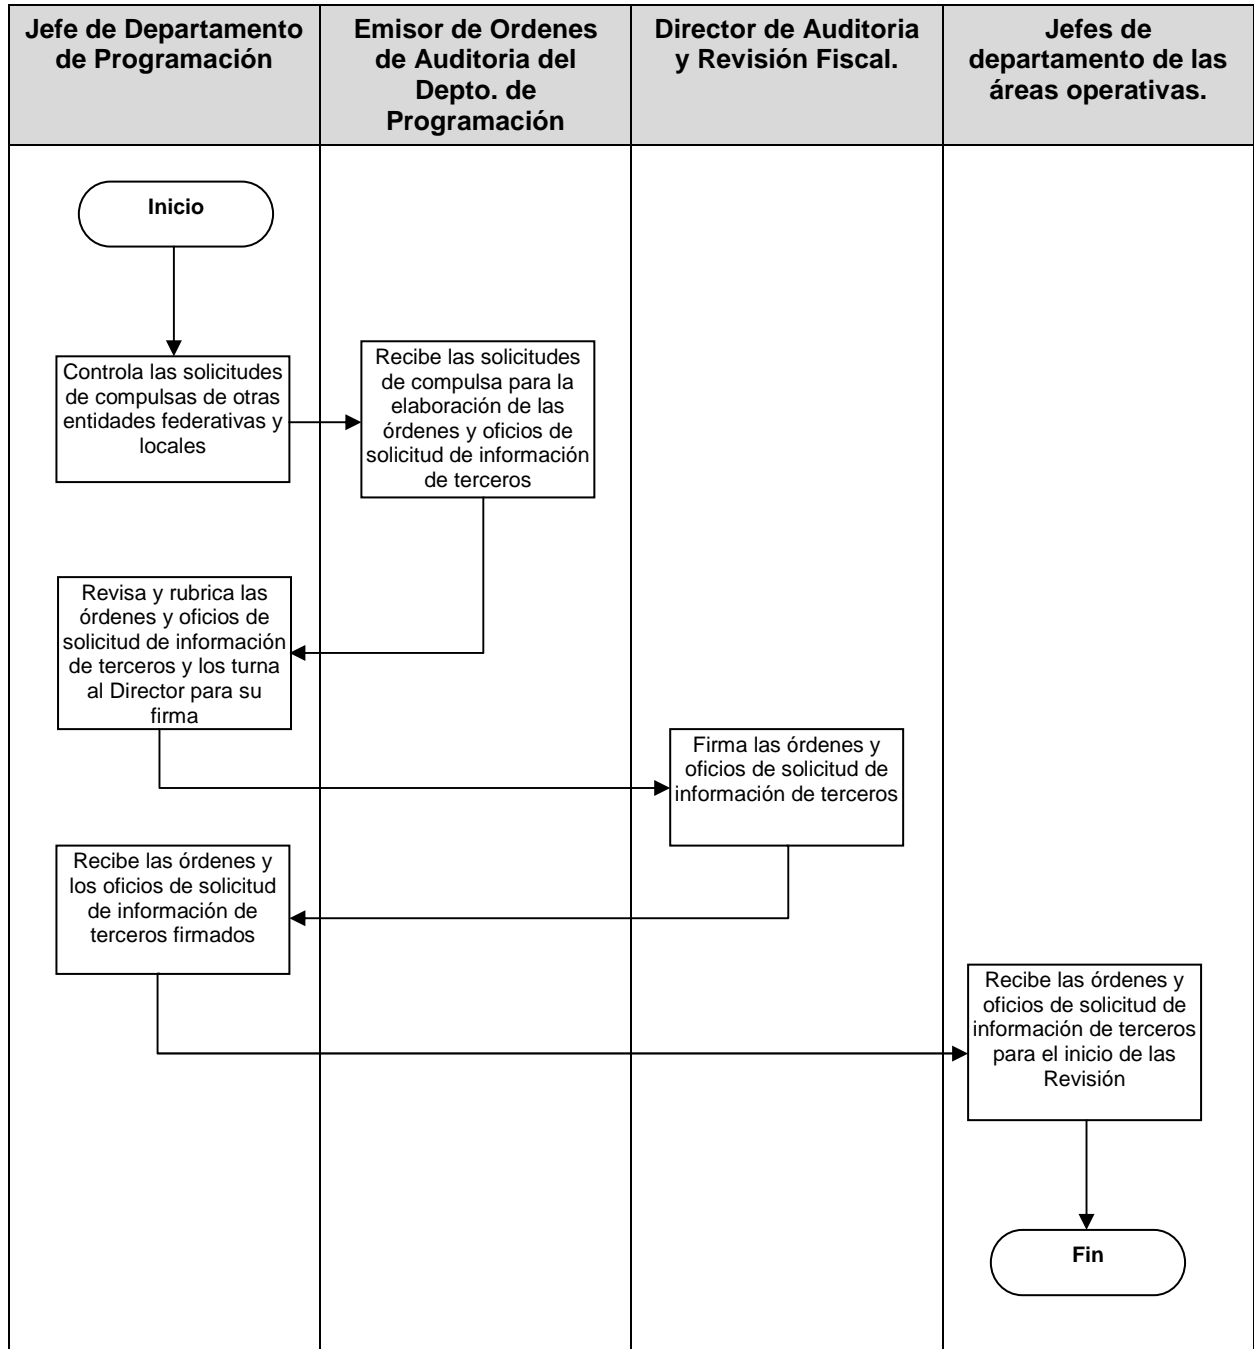 Jefe de Departamento
de Programación
Emisor de Ordenes
de Auditoria del
Depto. de
Programación
Director de Auditoria
y Revisión Fiscal.
Jefes de
departamento de las
áreas operativas.
Inicio
Controla las solicitudes
de compulsas de otras
entidades federativas y
locales
Recibe las solicitudes
de compulsa para la
elaboración de las
órdenes y oficios de
solicitud de información
de terceros
Revisa y rubrica las
órdenes y oficios de
solicitud de información
de terceros y los turna
al Director para su
firma
Firma las órdenes y
oficios de solicitud de
información de terceros
Recibe las órdenes y
los oficios de solicitud
de información de
terceros firmados
Recibe las órdenes y
oficios de solicitud de
información de terceros
para el inicio de las
Revisión
Fin